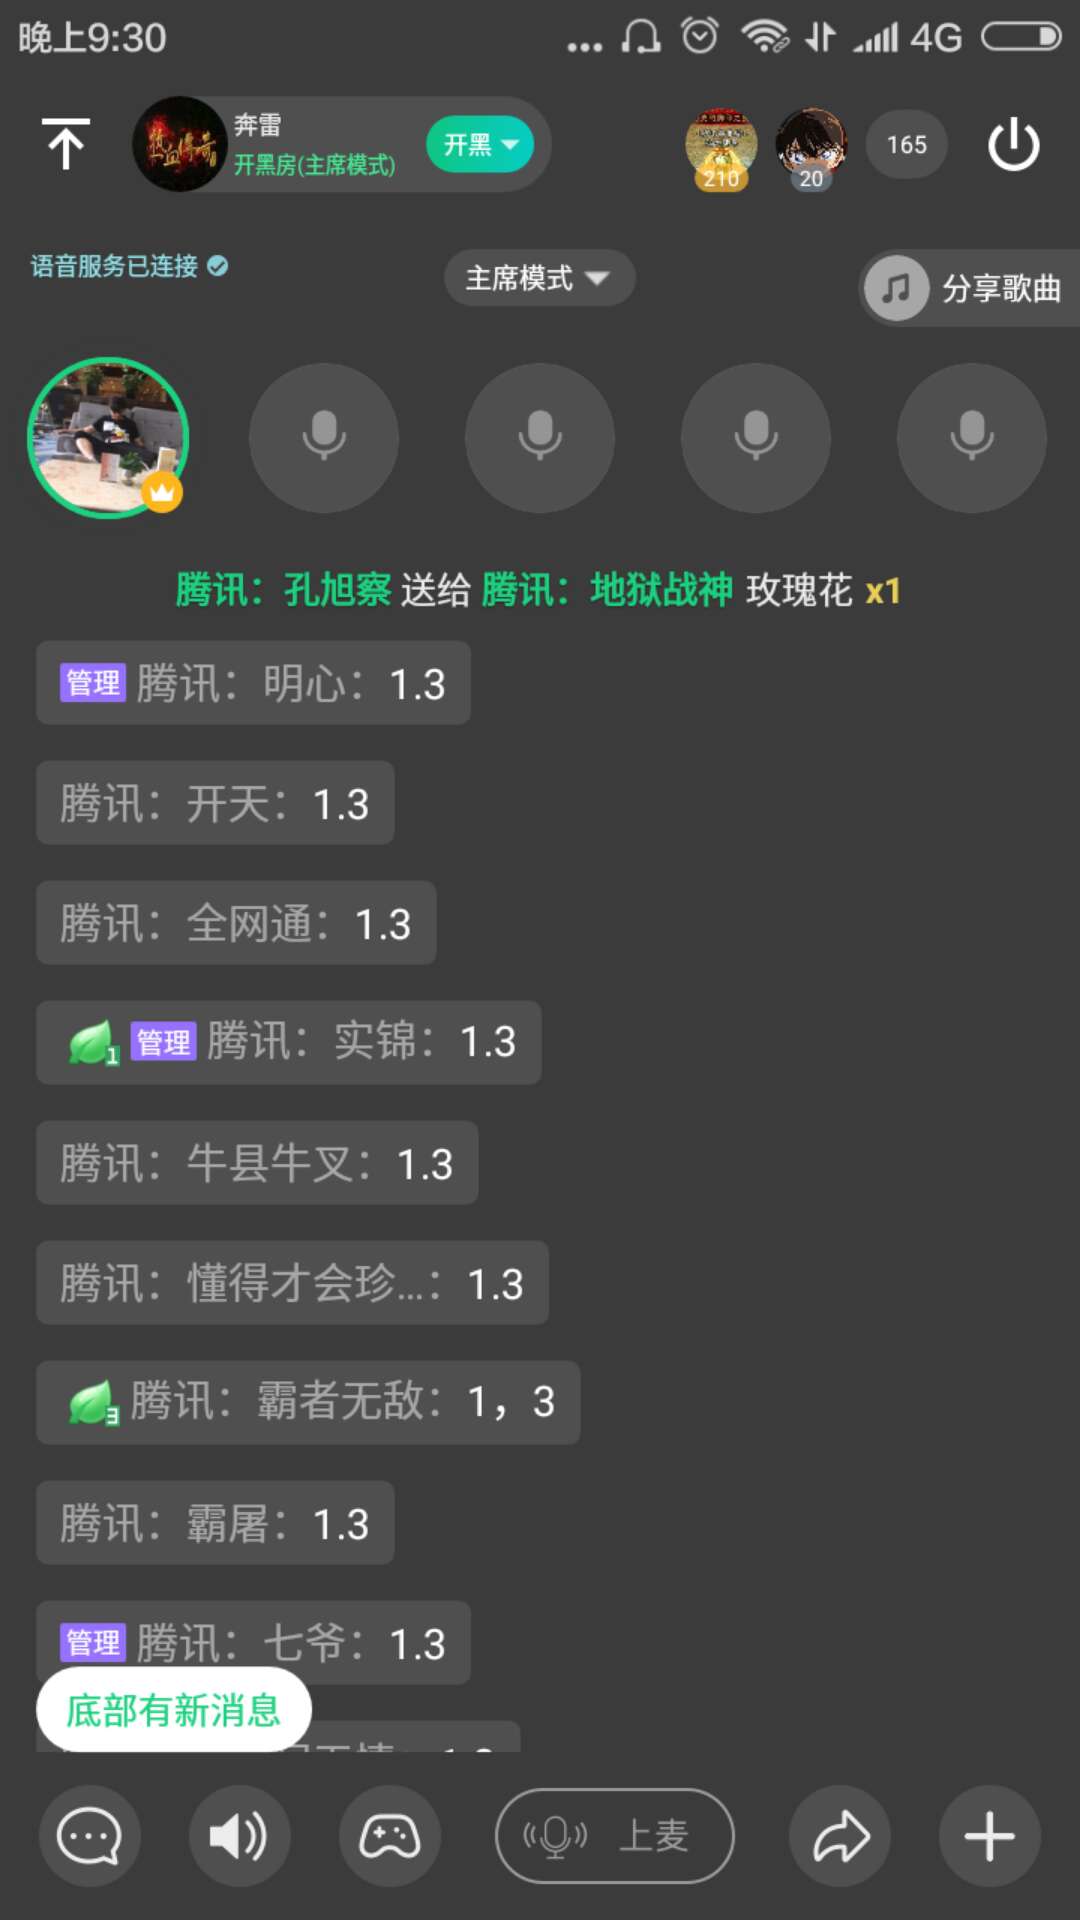 晚上9:30
4G
热血传奇
奔雷
开黑房(主席模式)
开黑
210
20
165
语音服务已连接
主席模式
分享歌曲
腾讯：孔旭察 送给 腾讯：地狱战神 玫瑰花 x1
管理 腾讯：明心：1.3
腾讯：开天：1.3
腾讯：全网通：1.3
1 管理 腾讯：实锦：1.3
腾讯：牛县牛叉：1.3
腾讯：懂得才会珍...：1.3
3 腾讯：霸者无敌：1，3
腾讯：霸屠：1.3
管理 腾讯：七爷：1.3
底部有新消息
上麦